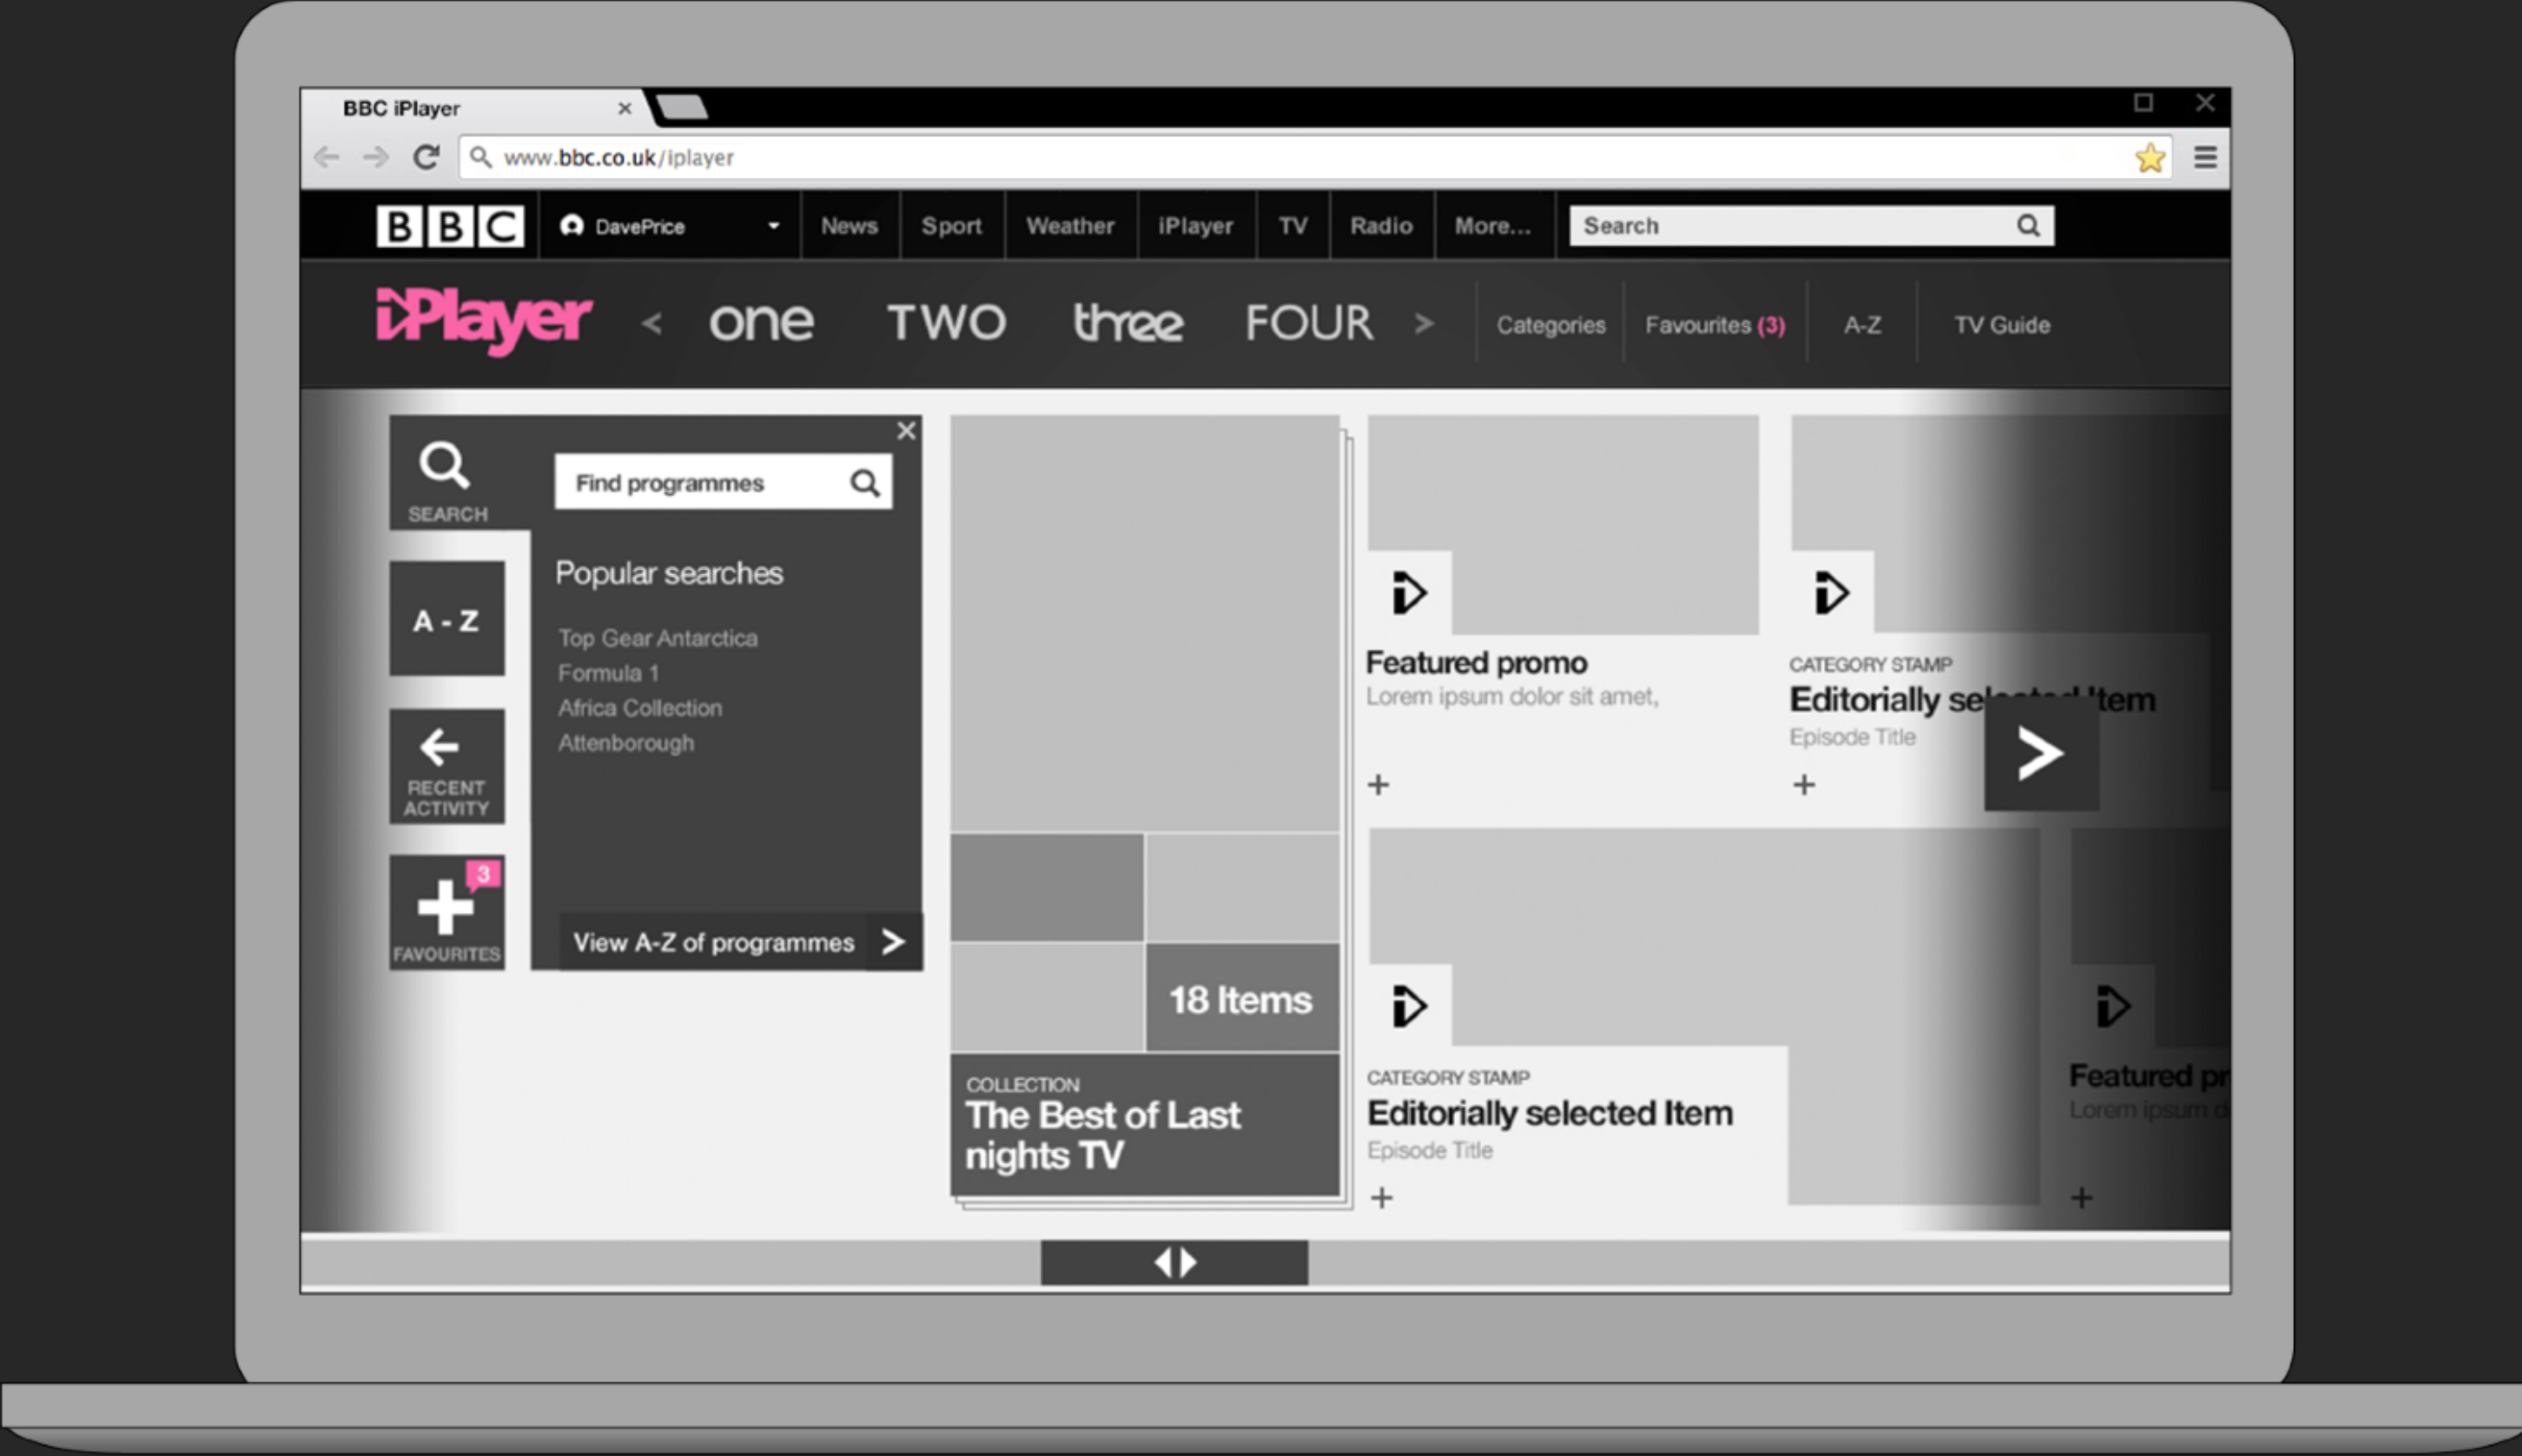 BBC iPlayer
www.bbc.co.uk/iplayer
BBC DavePrice News Sport Weather iPlayer TV Radio More... Search
iPlayer < one TWO three FOUR > Categories Favourites (3) A-Z TV Guide
SEARCH
A - Z
RECENT
ACTIVITY
3
FAVOURITES
Find programmes
Popular searches
Top Gear Antarctica
Formula 1
Africa Collection
Attenborough
View A-Z of programmes >
18 Items
COLLECTION
The Best of Last
nights TV
Featured promo
Lorem ipsum dolor sit amet,
+
CATEGORY STAMP
Editorially selected Item
Episode Title
+
>
CATEGORY STAMP
Editorially selected Item
Episode Title
+
Featured pr
Lorem ipsum d
+